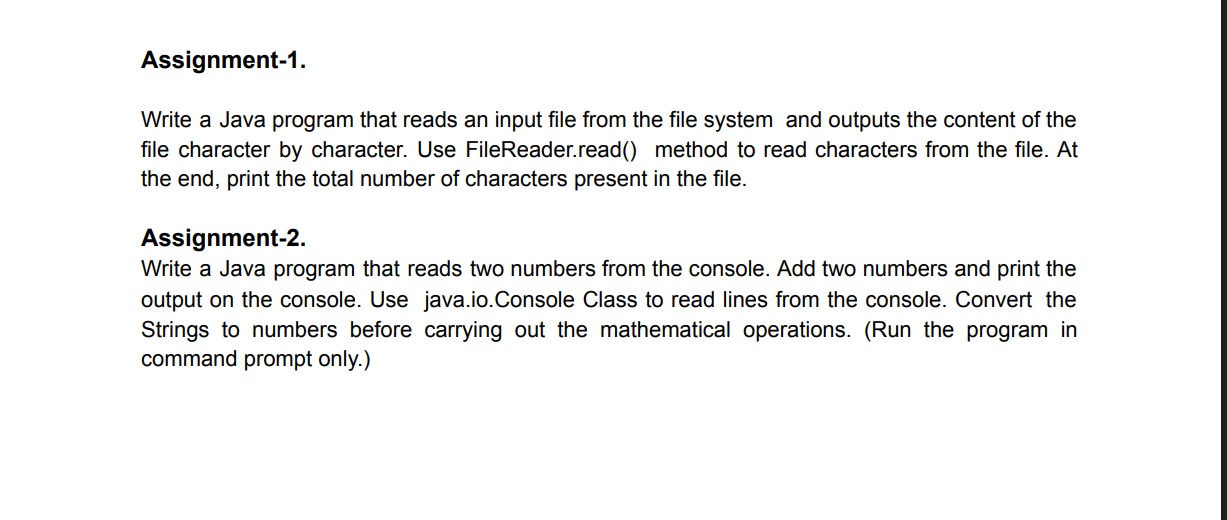 Assignment-1.
Write a Java program that reads an input file from the file system and outputs the content of the
file character by character. Use FileReader.read() method to read characters from the file. At
the end, print the total number of characters present in the file.
Assignment-2.
Write a Java program that reads two numbers from the console. Add two numbers and print the
output on the console. Use java.io.Console Class to read lines from the console. Convert the
Strings to numbers before carrying out the mathematical operations. (Run the program in
command prompt only.)